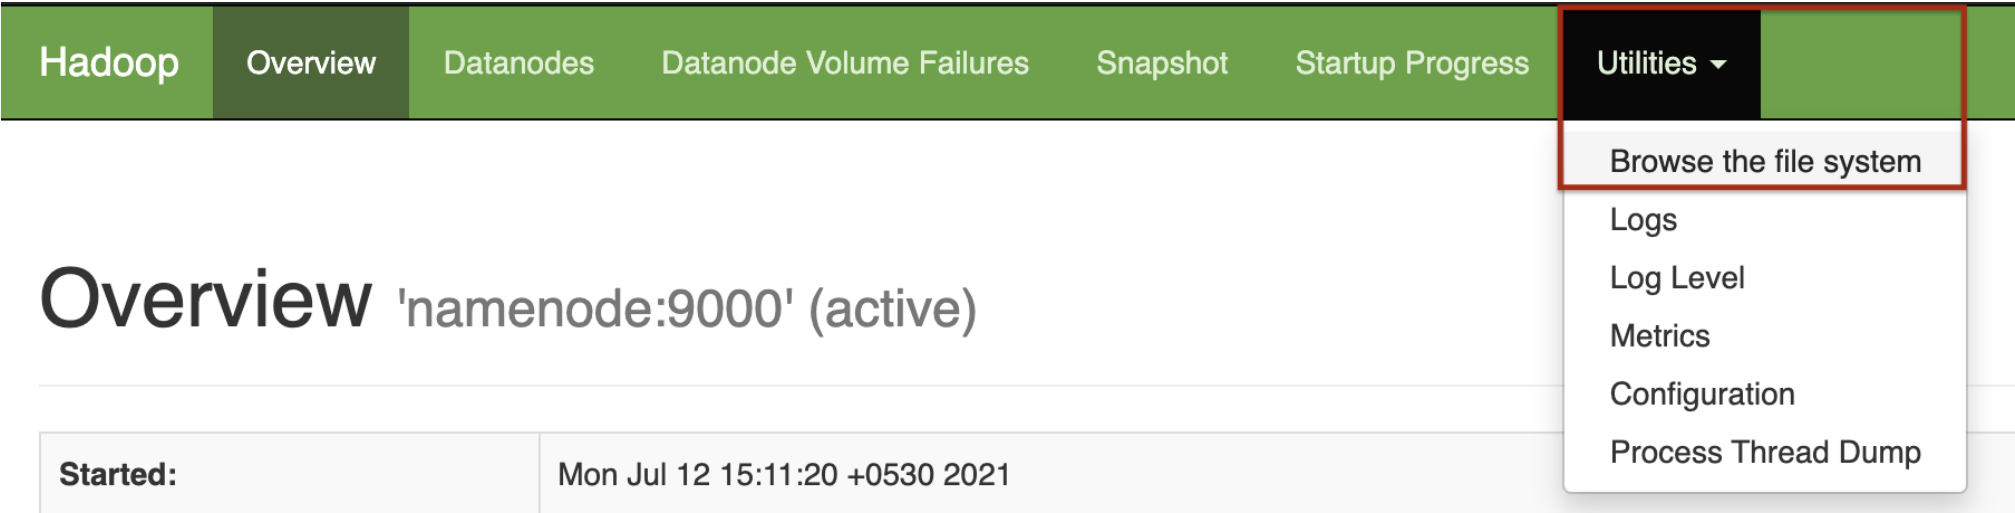 Hadoop Overview Datanodes Datanode Volume Failures Snapshot Startup Progress Utilities
Browse the file system
Logs
Log Level
Metrics
Configuration
Process Thread Dump
Overview 'namenode:9000' (active)
Started: Mon Jul 12 15:11:20 +0530 2021